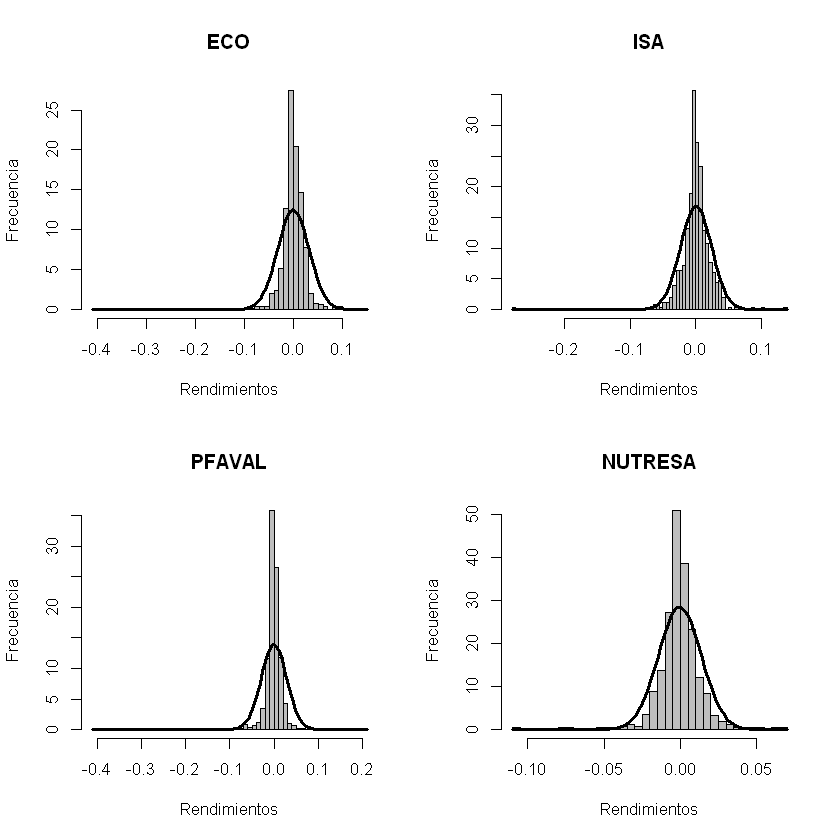 ECO
Frecuencia
0 5 10 15 20 25
-0.4 -0.3 -0.2 -0.1 0.0 0.1
Rendimientos
ISA
Frecuencia
0 5 10 20 30
-0.2 -0.1 0.0 0.1
Rendimientos
PFAVAL
Frecuencia
0 5 10 20 30
-0.4 -0.3 -0.2 -0.1 0.0 0.1 0.2
Rendimientos
NUTRESA
Frecuencia
0 10 20 30 40 50
-0.10 -0.05 0.00 0.05
Rendimientos